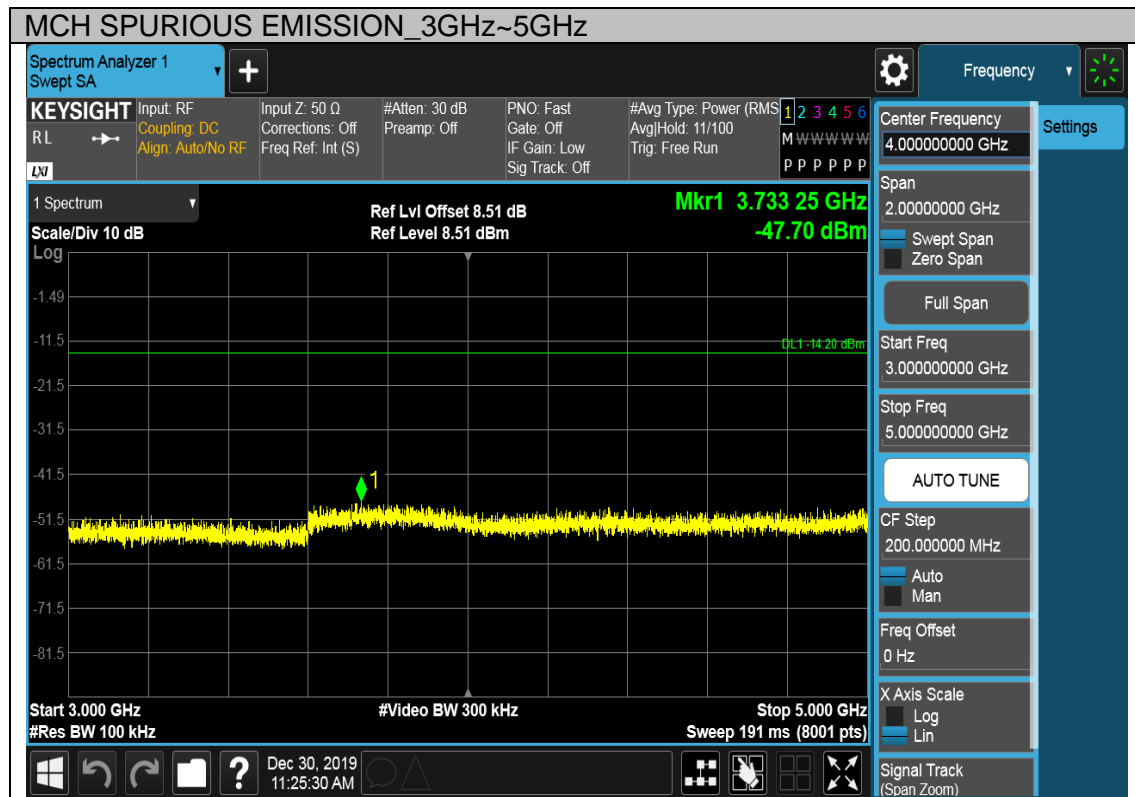 MCH SPURIOUS EMISSION_3GHz~5GHz
Spectrum Analyzer 1
Swept SA
+
Frequency
KEYSIGHT
RL
LXI
Input: RF
Coupling: DC
Align: Auto/No RF
Input Z: 50 Ω
Corrections: Off
Freq Ref: Int (S)
#Atten: 30 dB
Preamp: Off
PNO: Fast
Gate: Off
IF Gain: Low
Sig Track: Off
#Avg Type: Power (RMS
Avg|Hold: 11/100
Trig: Free Run
1 2 3 4 5 6
M W W W W W
P P P P P P
1 Spectrum
Scale/Div 10 dB
Log
Ref Lvl Offset 8.51 dB
Ref Level 8.51 dBm
Mkr1 3.733 25 GHz
-47.70 dBm
-1.49
-11.5
DL1 -14.20 dBm
-21.5
-31.5
-41.5
1
-51.5
-61.5
-71.5
-81.5
Start 3.000 GHz
#Video BW 300 kHz
Stop 5.000 GHz
#Res BW 100 kHz
Sweep 191 ms (8001 pts)
?
Dec 30, 2019
11:25:30 AM
Center Frequency
4.000000000 GHz
Settings
Span
2.00000000 GHz
Swept Span
Zero Span
Full Span
Start Freq
3.000000000 GHz
Stop Freq
5.000000000 GHz
AUTO TUNE
CF Step
200.000000 MHz
Auto
Man
Freq Offset
0 Hz
X Axis Scale
Log
Lin
Signal Track
(Span Zoom)